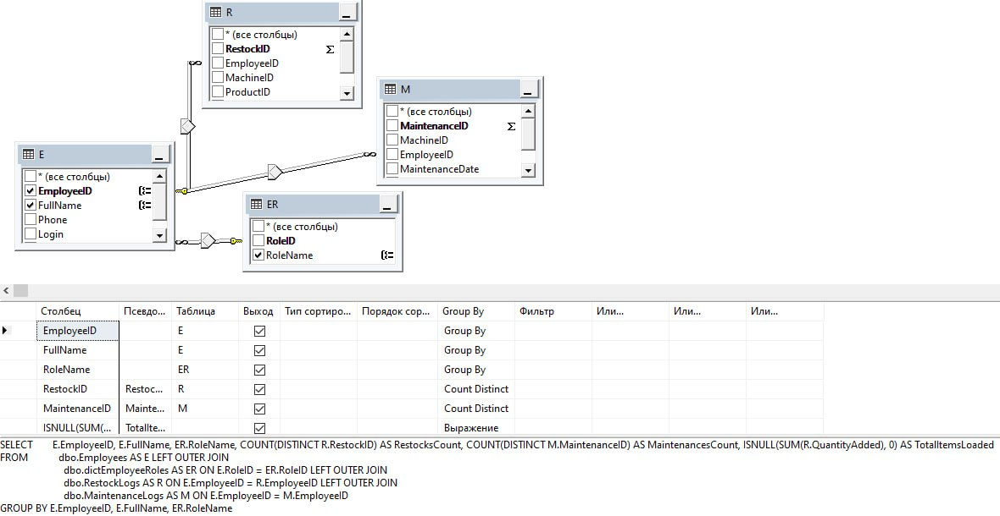 R
* (все столбцы)
RestockID
EmployeeID
MachineID
ProductID
M
* (все столбцы)
MaintenanceID
MachineID
EmployeeID
MaintenanceDate
E
* (все столбцы)
EmployeeID
FullName
Phone
Login
ER
* (все столбцы)
RoleID
RoleName
Столбец Псевдо... Таблица Выход Тип сортиро... Порядок сор... Group By Фильтр Или... Или... Или...
EmployeeID E Group By
FullName E Group By
RoleName ER Group By
RestockID Restoc... R Count Distinct
MaintenanceID Mainte... M Count Distinct
ISNULL(SUM(... TotalIte... Выражение
SELECT E.EmployeeID, E.FullName, ER.RoleName, COUNT(DISTINCT R.RestockID) AS RestocksCount, COUNT(DISTINCT M.MaintenanceID) AS MaintenancesCount, ISNULL(SUM(R.QuantityAdded), 0) AS TotalItemsLoaded
FROM dbo.Employees AS E LEFT OUTER JOIN
dbo.dictEmployeeRoles AS ER ON E.RoleID = ER.RoleID LEFT OUTER JOIN
dbo.RestockLogs AS R ON E.EmployeeID = R.EmployeeID LEFT OUTER JOIN
dbo.MaintenanceLogs AS M ON E.EmployeeID = M.EmployeeID
GROUP BY E.EmployeeID, E.FullName, ER.RoleName